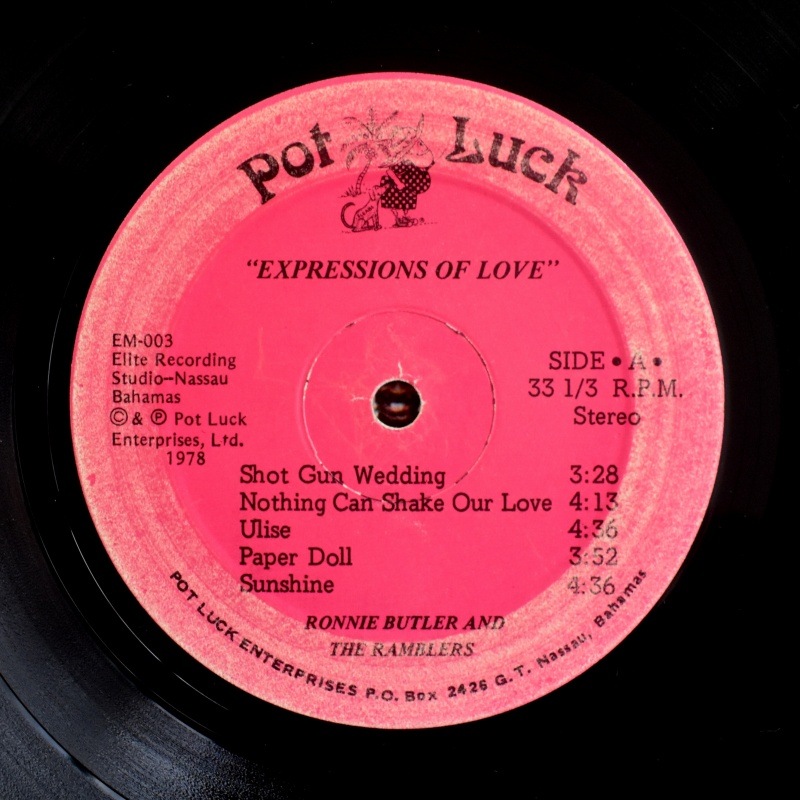 Pot Luck
“EXPRESSIONS OF LOVE”
EM-003
Elite Recording
Studio–Nassau
Bahamas
©& ℗ Pot Luck
Enterprises, Ltd.
1978
SIDE • A •
33 1/3 R.P.M.
Stereo
Shot Gun Wedding 3:28
Nothing Can Shake Our Love 4:13
Ulise 4:36
Paper Doll 3:52
Sunshine 4:36
RONNIE BUTLER AND
THE RAMBLERS
POT LUCK ENTERPRISES P.O. Box 2426 G.T. Nassau, Bahamas